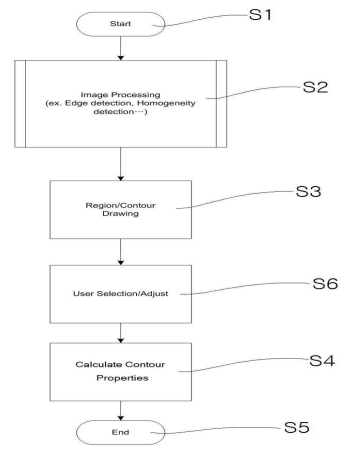 Start
S1
Image Processing
(ex. Edge detection, Homogeneity
detection⋯)
S2
Region/Contour
Drawing
S3
User Selection/Adjust
S6
Calculate Contour
Properties
S4
End
S5